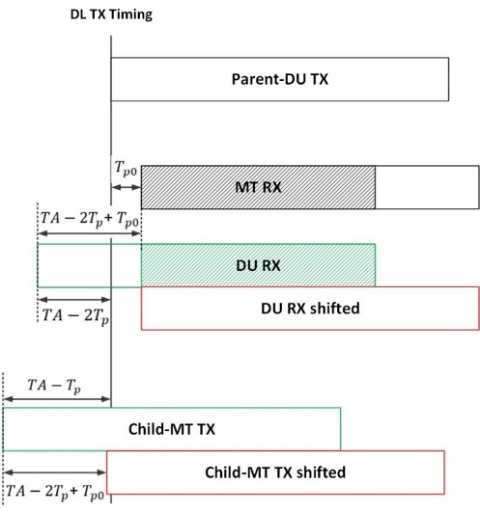 DL TX Timing
Parent-DU TX
T_{p0}
MT RX
TA − 2T_p + T_{p0}
DU RX
TA − 2T_p
DU RX shifted
TA − T_p
Child-MT TX
Child-MT TX shifted
TA − 2T_p + T_{p0}